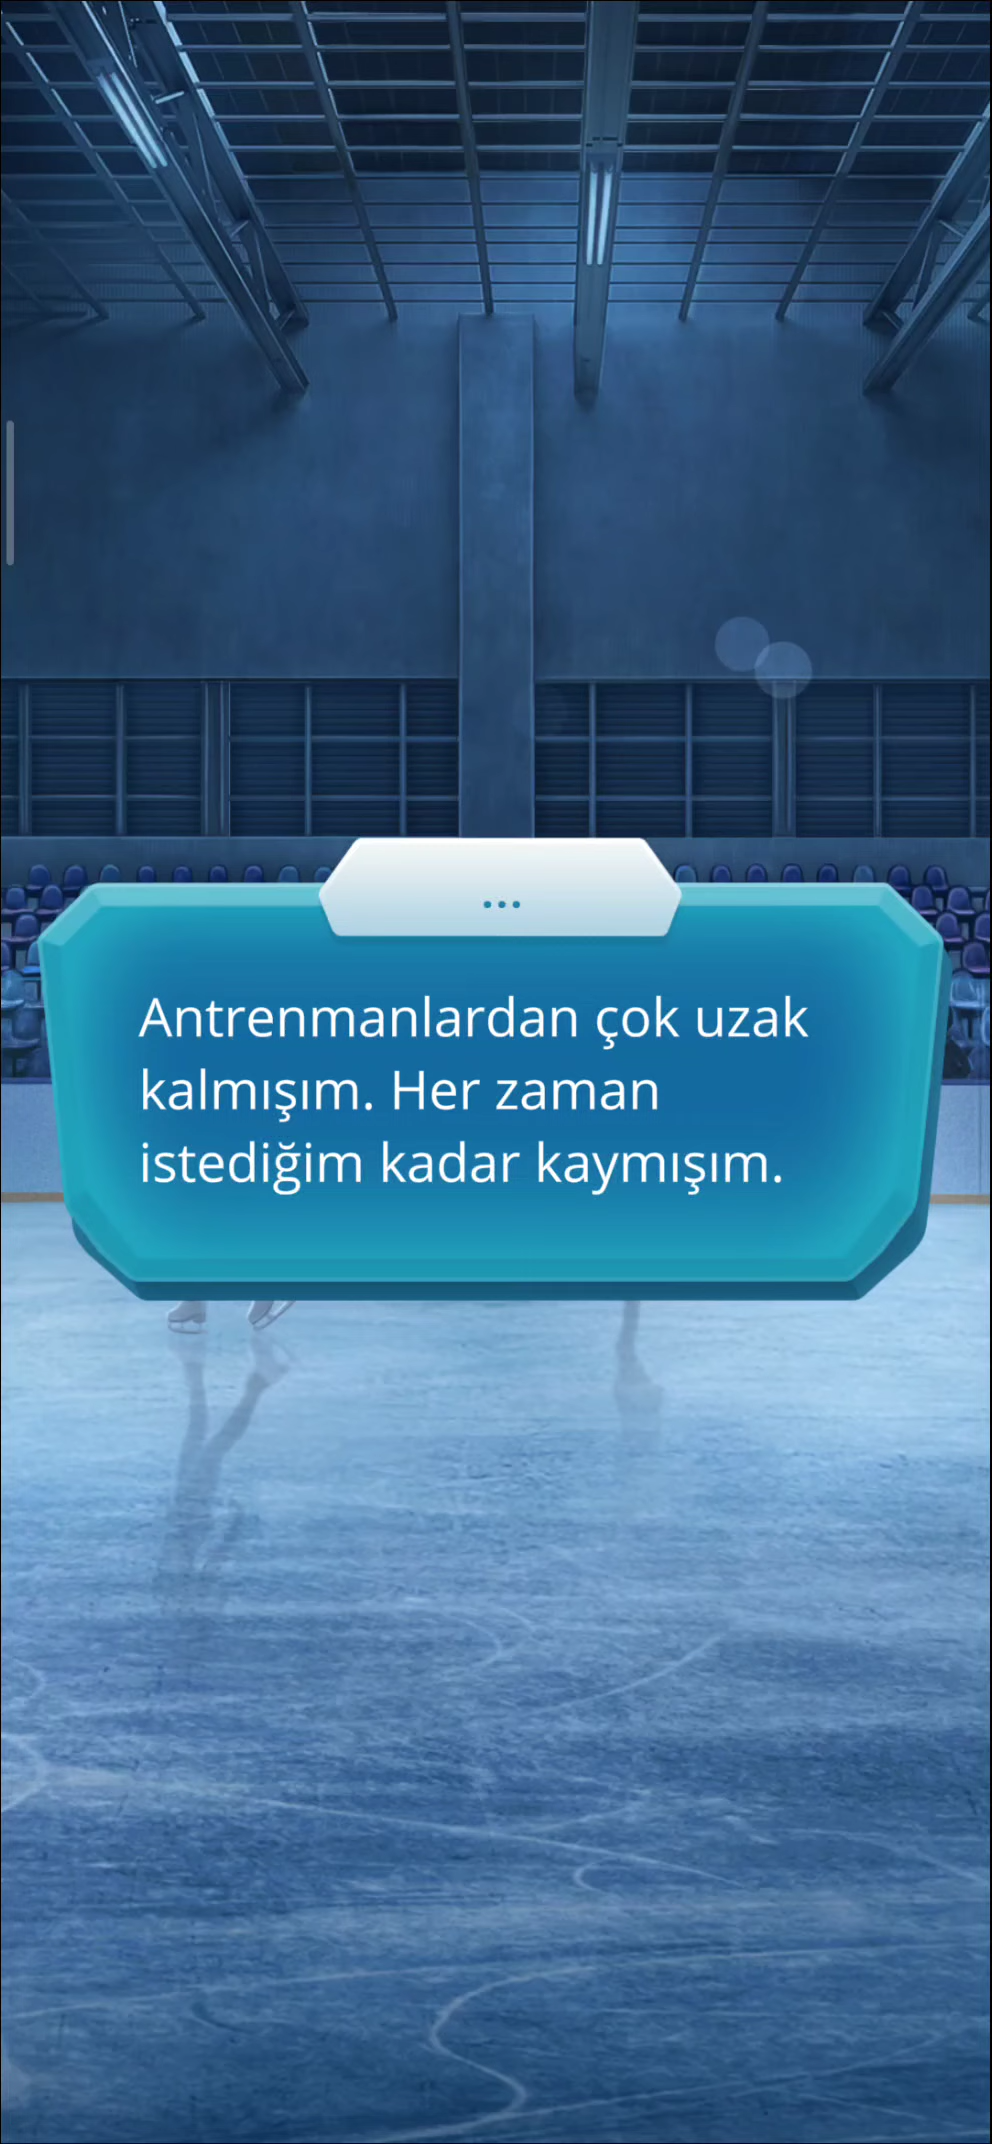 ...
Antrenmanlardan çok uzak
kalmışım. Her zaman
istediğim kadar kaymışım.